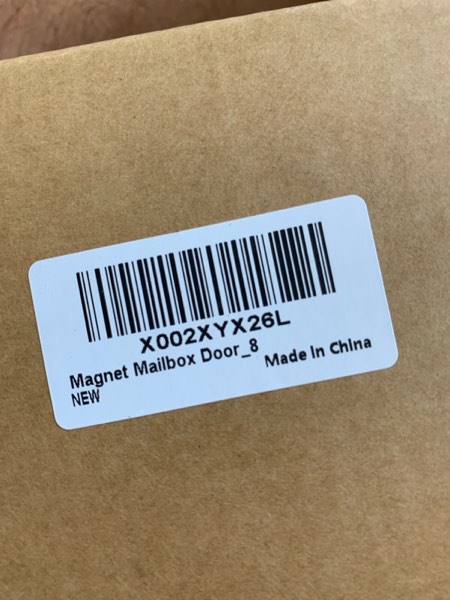 X002XYX26L
Magnet Mailbox Door_8
NEW
Made In China